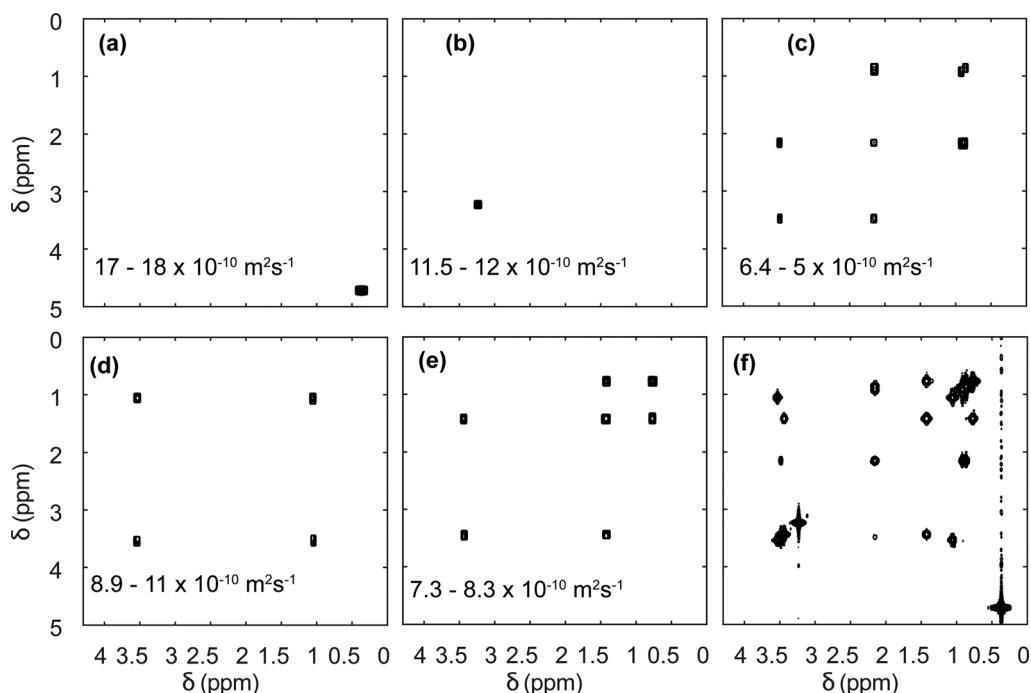 0
1
2
3
4
5
δ (ppm)
(a)
17 - 18 x 10⁻¹⁰ m²s⁻¹
(b)
11.5 - 12 x 10⁻¹⁰ m²s⁻¹
(c)
6.4 - 5 x 10⁻¹⁰ m²s⁻¹
0
1
2
3
4
5
δ (ppm)
(d)
8.9 - 11 x 10⁻¹⁰ m²s⁻¹
(e)
7.3 - 8.3 x 10⁻¹⁰ m²s⁻¹
(f)
4 3.5 3 2.5 2 1.5 1 0.5 0
4 3.5 3 2.5 2 1.5 1 0.5 0
4 3.5 3 2.5 2 1.5 1 0.5 0
δ (ppm)
δ (ppm)
δ (ppm)